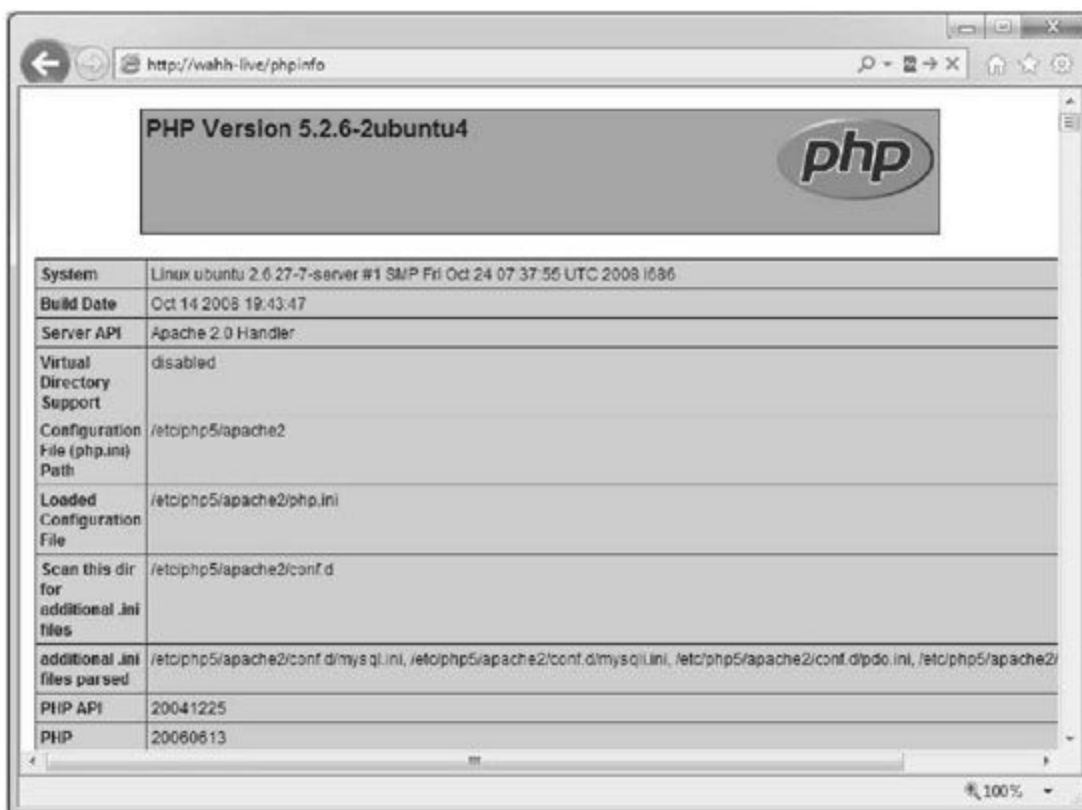 http://wahh-live/phpinfo
PHP Version 5.2.6-2ubuntu4
php
System Linux ubuntu 2.6.27-7-server #1 SMP Fri Oct 24 07:37:55 UTC 2008 i686
Build Date Oct 14 2008 19:43:47
Server API Apache 2.0 Handler
Virtual disabled
Directory
Support
Configuration /etc/php5/apache2
File (php.ini)
Path
Loaded /etc/php5/apache2/php.ini
Configuration
File
Scan this dir /etc/php5/apache2/conf.d
for
additional .ini
files
additional .ini /etc/php5/apache2/conf.d/mysql.ini, /etc/php5/apache2/conf.d/mysqli.ini, /etc/php5/apache2/conf.d/pdo.ini, /etc/php5/apache2/
files parsed
PHP API 20041225
PHP 20060613
100%